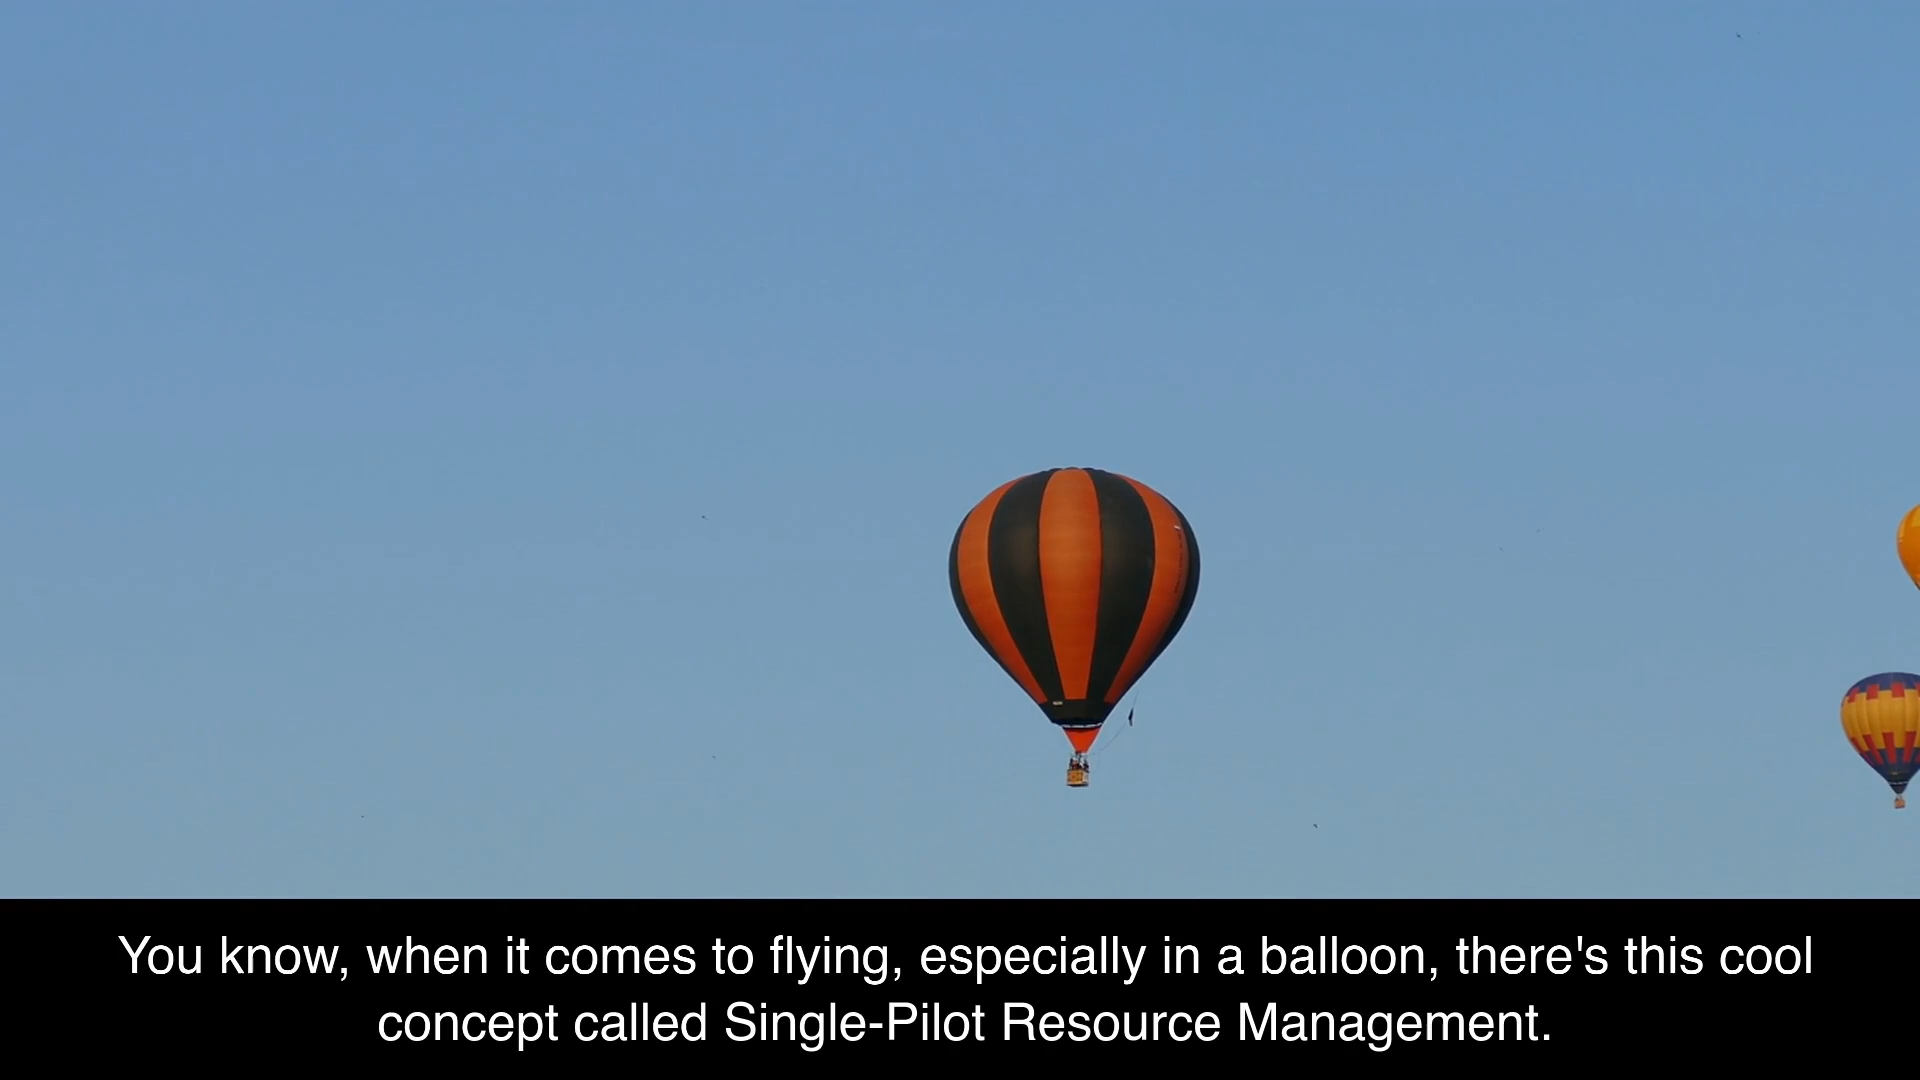 You know, when it comes to flying, especially in a balloon, there's this cool
concept called Single-Pilot Resource Management.